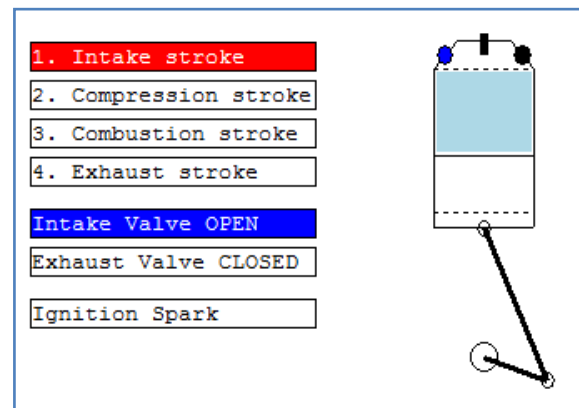 1. Intake stroke
2. Compression stroke
3. Combustion stroke
4. Exhaust stroke
Intake Valve OPEN
Exhaust Valve CLOSED
Ignition Spark